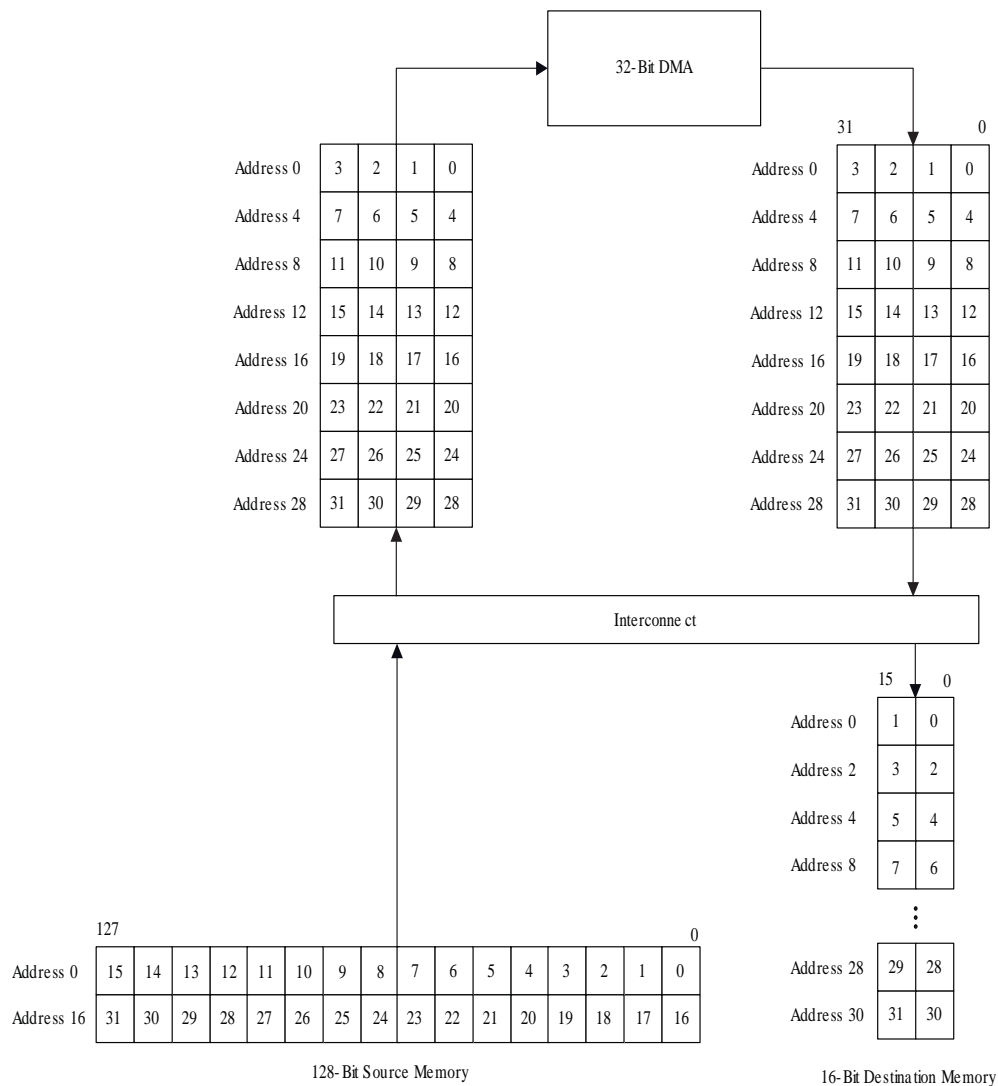 32-Bit DMA
31 0
Address 0 3 2 1 0
Address 4 7 6 5 4
Address 8 11 10 9 8
Address 12 15 14 13 12
Address 16 19 18 17 16
Address 20 23 22 21 20
Address 24 27 26 25 24
Address 28 31 30 29 28
Address 0 3 2 1 0
Address 4 7 6 5 4
Address 8 11 10 9 8
Address 12 15 14 13 12
Address 16 19 18 17 16
Address 20 23 22 21 20
Address 24 27 26 25 24
Address 28 31 30 29 28
Interconne ct
15 0
Address 0 1 0
Address 2 3 2
Address 4 5 4
Address 8 7 6
Address 28 29 28
Address 30 31 30
16-Bit Destination Memory
127 0
Address 0 15 14 13 12 11 10 9 8 7 6 5 4 3 2 1 0
Address 16 31 30 29 28 27 26 25 24 23 22 21 20 19 18 17 16
128-Bit Source Memory